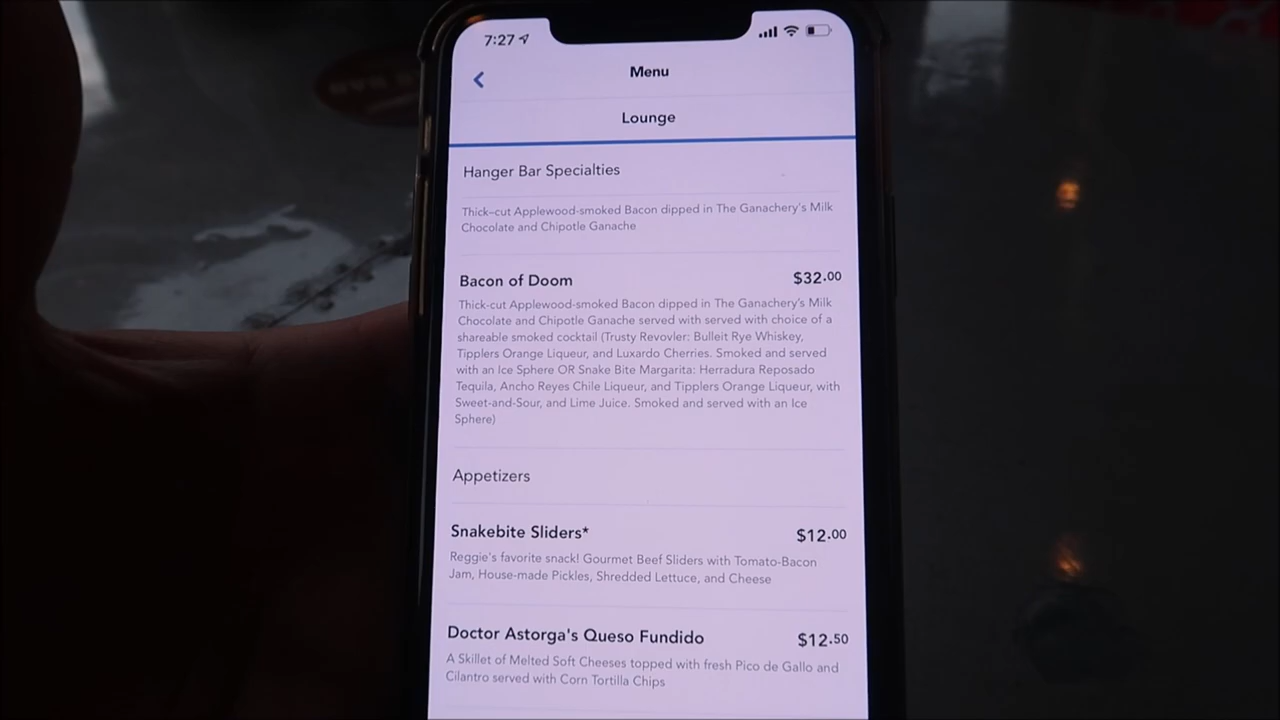 7:27
Menu
Lounge
Hanger Bar Specialties
Thick-cut Applewood-smoked Bacon dipped in The Ganachery's Milk
Chocolate and Chipotle Ganache
Bacon of Doom $32.00
Thick-cut Applewood-smoked Bacon dipped in The Ganachery's Milk
Chocolate and Chipotle Ganache served with served with choice of a
shareable smoked cocktail (Trusty Revovler: Bulleit Rye Whiskey,
Tipplers Orange Liqueur, and Luxardo Cherries. Smoked and served
with an Ice Sphere OR Snake Bite Margarita: Herradura Reposado
Tequila, Ancho Reyes Chile Liqueur, and Tipplers Orange Liqueur, with
Sweet-and-Sour, and Lime Juice. Smoked and served with an Ice
Sphere)
Appetizers
Snakebite Sliders* $12.00
Reggie's favorite snack! Gourmet Beef Sliders with Tomato-Bacon
Jam, House-made Pickles, Shredded Lettuce, and Cheese
Doctor Astorga's Queso Fundido $12.50
A Skillet of Melted Soft Cheeses topped with fresh Pico de Gallo and
Cilantro served with Corn Tortilla Chips